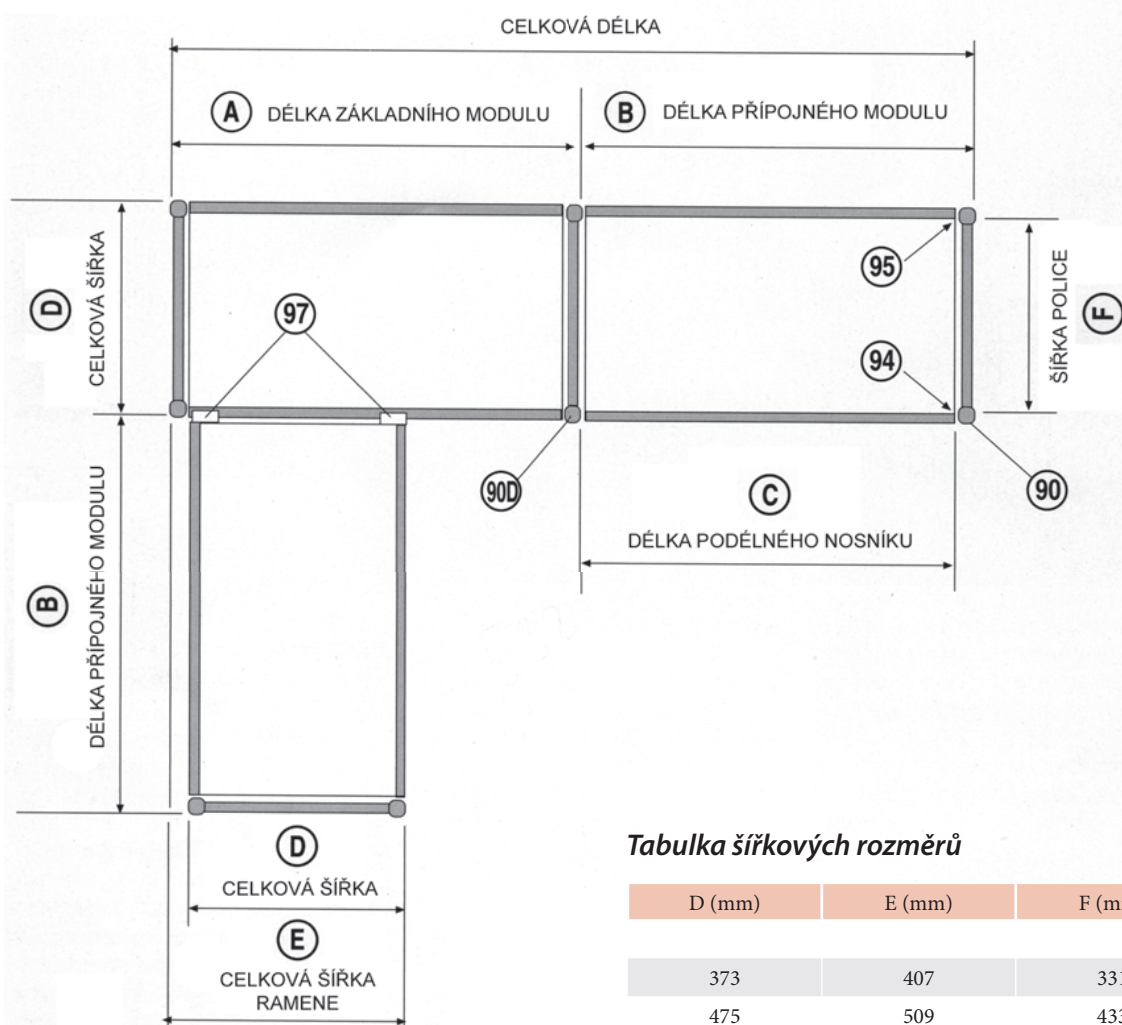 CELKOVÁ DÉLKA
A DÉLKA ZÁKLADNÍHO MODULU
B DÉLKA PŘÍPOJNÉHO MODULU
D
CELKOVÁ ŠÍŘKA
97
95
94
ŠÍŘKA POLICE
F
B
DÉLKA PŘÍPOJNÉHO MODULU
90D
C
90
DÉLKA PODÉLNÉHO NOSNÍKU
D
CELKOVÁ ŠÍŘKA
E
CELKOVÁ ŠÍŘKA
RAMENE
Tabulka šířkových rozměrů
D (mm) E (mm)
373 407
475 509 433